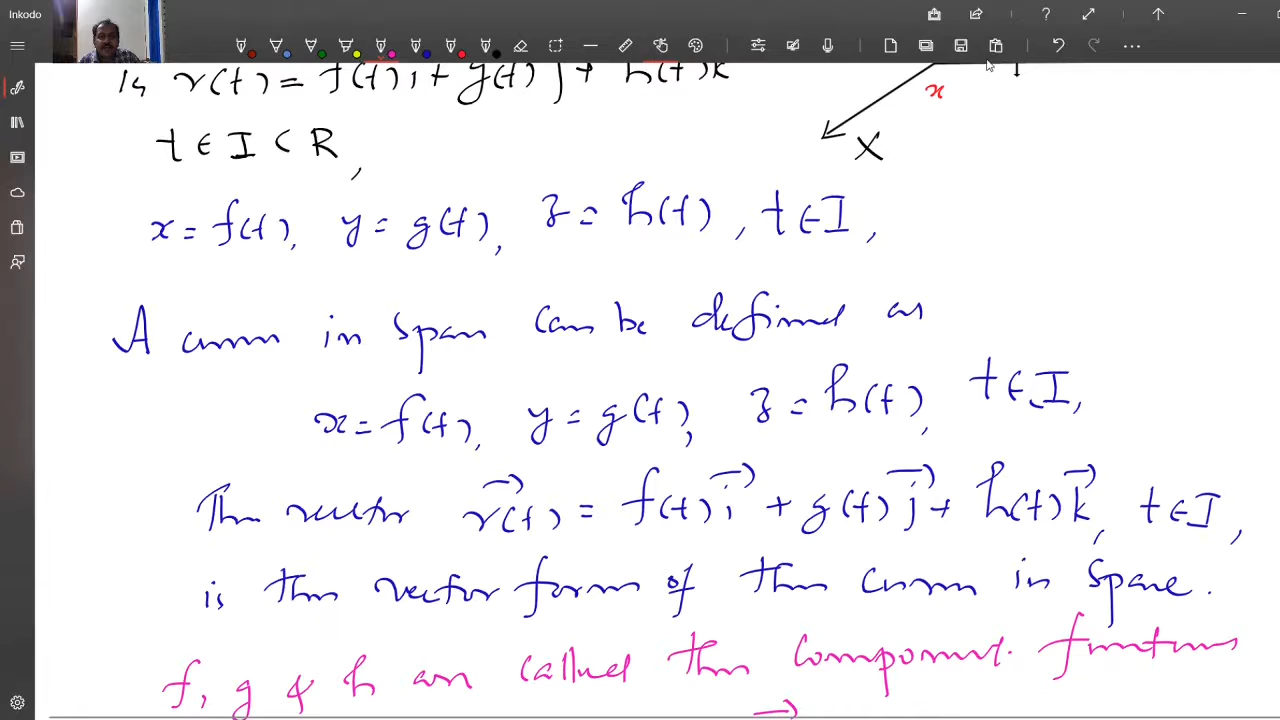 Inkodo
is r(t) = f(t) i + g(t) j + h(t) k
x
t ∈ I ⊂ R,
X
x = f(t), y = g(t), z = h(t), t ∈ I,
A curve in space can be defined as
x = f(t), y = g(t), z = h(t), t ∈ I,
The vector r⃗(t) = f(t) i⃗ + g(t) j⃗ + h(t) k⃗, t ∈ I,
is the vector form of the curve in space.
f, g & h are called the component functions